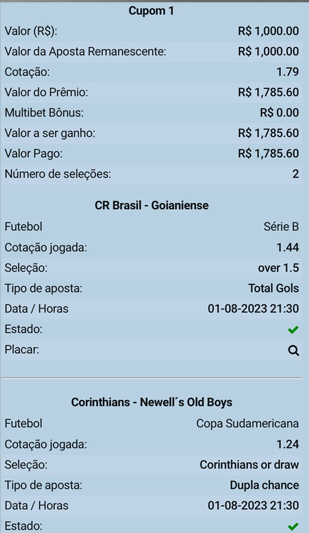 Cupom 1
Valor (R$): R$ 1,000.00
Valor da Aposta Remanescente: R$ 1,000.00
Cotação: 1.79
Valor do Prêmio: R$ 1,785.60
Multibet Bônus: R$ 0.00
Valor a ser ganho: R$ 1,785.60
Valor Pago: R$ 1,785.60
Número de seleções: 2
CR Brasil - Goianiense
Futebol Série B
Cotação jogada: 1.44
Seleção: over 1.5
Tipo de aposta: Total Gols
Data / Horas 01-08-2023 21:30
Estado:
Placar:
Corinthians - Newell´s Old Boys
Futebol Copa Sudamericana
Cotação jogada: 1.24
Seleção: Corinthians or draw
Tipo de aposta: Dupla chance
Data / Horas 01-08-2023 21:30
Estado: